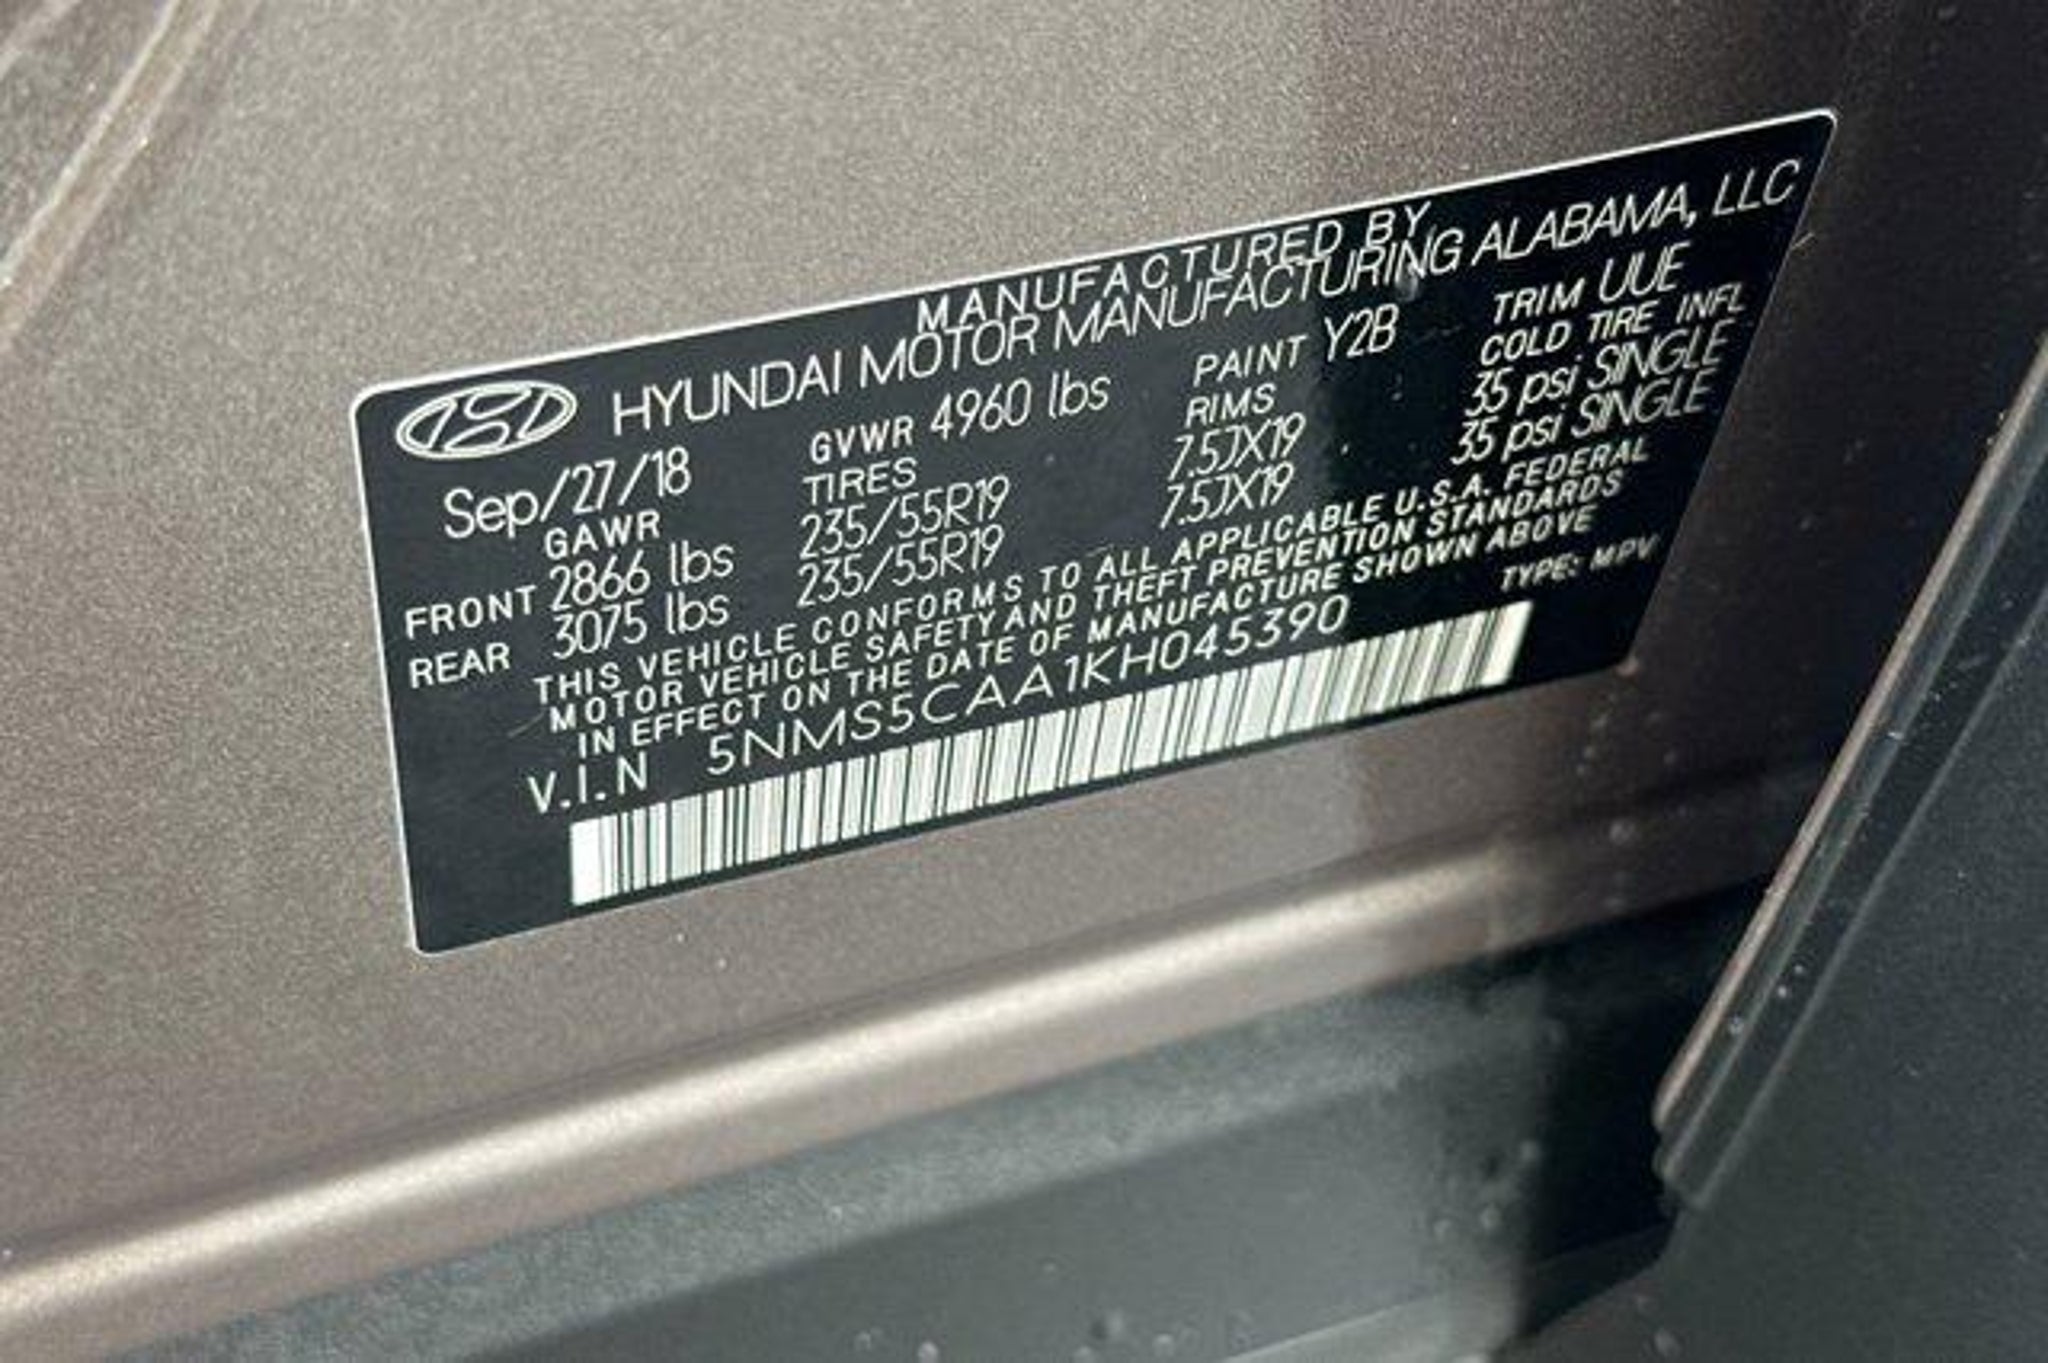 MANUFACTURED BY
HYUNDAI MOTOR MANUFACTURING ALABAMA, LLC
Sep/27/18 GVWR 4960 lbs PAINT Y2B TRIM UUE
GAWR TIRES RIMS COLD TIRE INFL
FRONT 2866 lbs 235/55R19 7.5JX19 35 psi SINGLE
REAR 3075 lbs 235/55R19 7.5JX19 35 psi SINGLE
THIS VEHICLE CONFORMS TO ALL APPLICABLE U.S.A. FEDERAL
MOTOR VEHICLE SAFETY AND THEFT PREVENTION STANDARDS
IN EFFECT ON THE DATE OF MANUFACTURE SHOWN ABOVE
V.I.N 5NMS5CAA1KH045390 TYPE: MPV